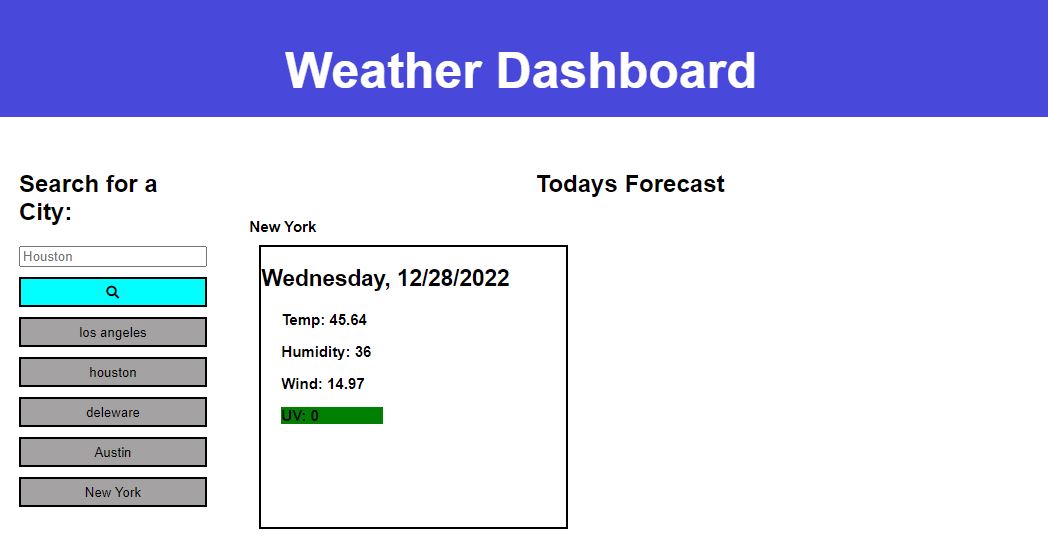 Weather Dashboard
Search for a
City:
Houston
los angeles
houston
deleware
Austin
New York
Todays Forecast
New York
Wednesday, 12/28/2022
Temp: 45.64
Humidity: 36
Wind: 14.97
UV: 0